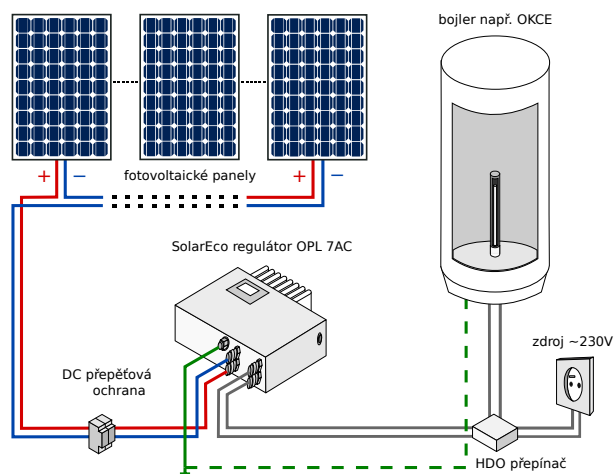 bojler např. OKCE
+ − fotovoltaické panely + −
SolarEco regulátor OPL 7AC
zdroj ~230V
DC přepěťová
ochrana
HDO přepínač